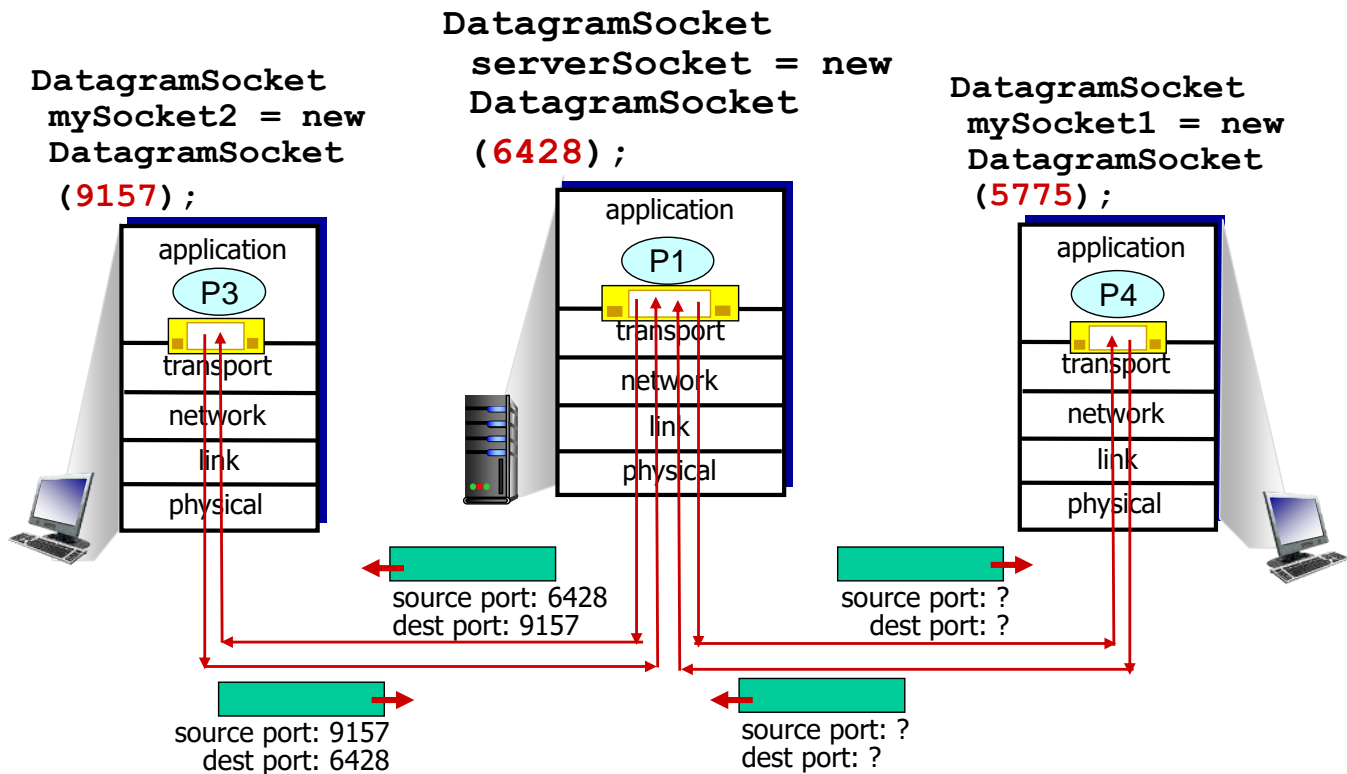 DatagramSocket
mySocket2 = new
DatagramSocket
(9157);
DatagramSocket
serverSocket = new
DatagramSocket
(6428);
DatagramSocket
mySocket1 = new
DatagramSocket
(5775);
application
P3
transport
network
link
physical
application
P1
transport
network
link
physical
application
P4
transport
network
link
physical
source port: 6428
dest port: 9157
source port: ?
dest port: ?
source port: 9157
dest port: 6428
source port: ?
dest port: ?